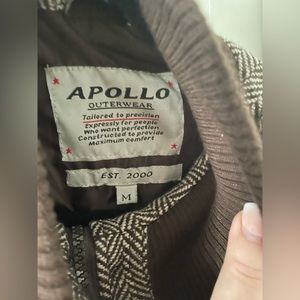 APOLLO
OUTERWEAR
Tailored to precision
Expressly for people
Who want perfection
Constructed to provide
Maximum comfort
EST. 2000
M